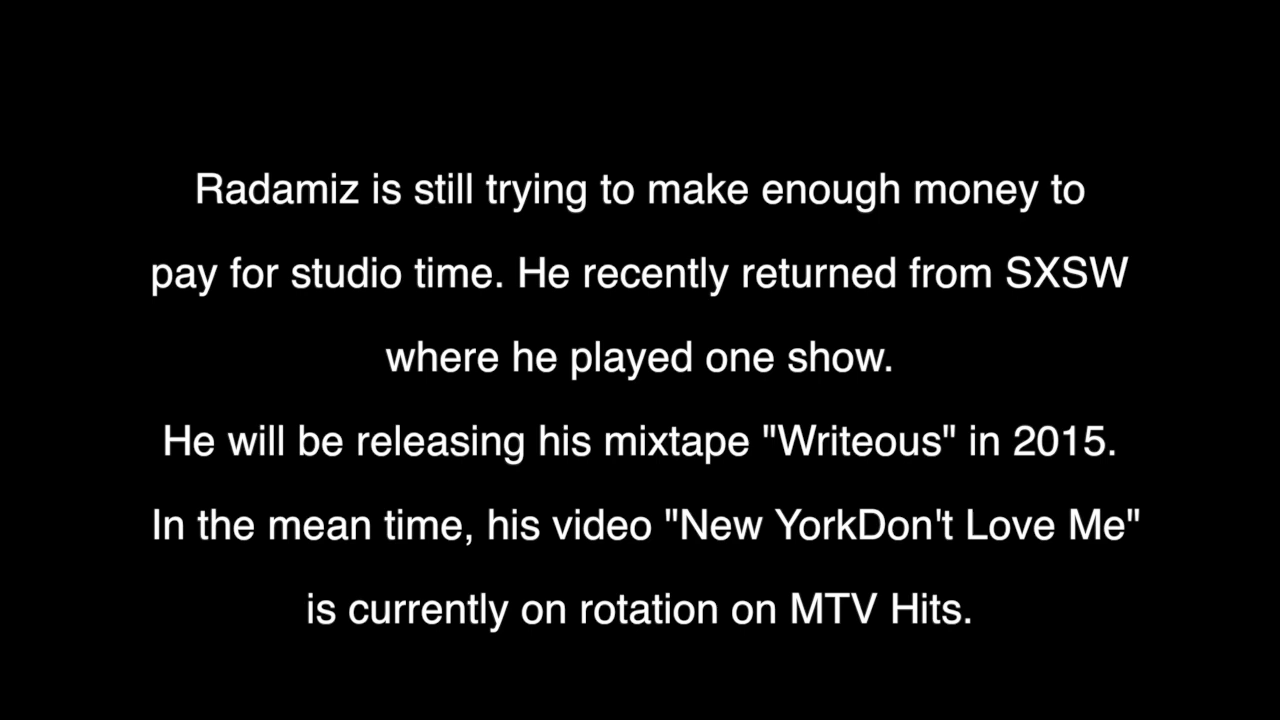 Radamiz is still trying to make enough money to
pay for studio time. He recently returned from SXSW
where he played one show.
He will be releasing his mixtape "Writeous" in 2015.
In the mean time, his video "New YorkDon't Love Me"
is currently on rotation on MTV Hits.